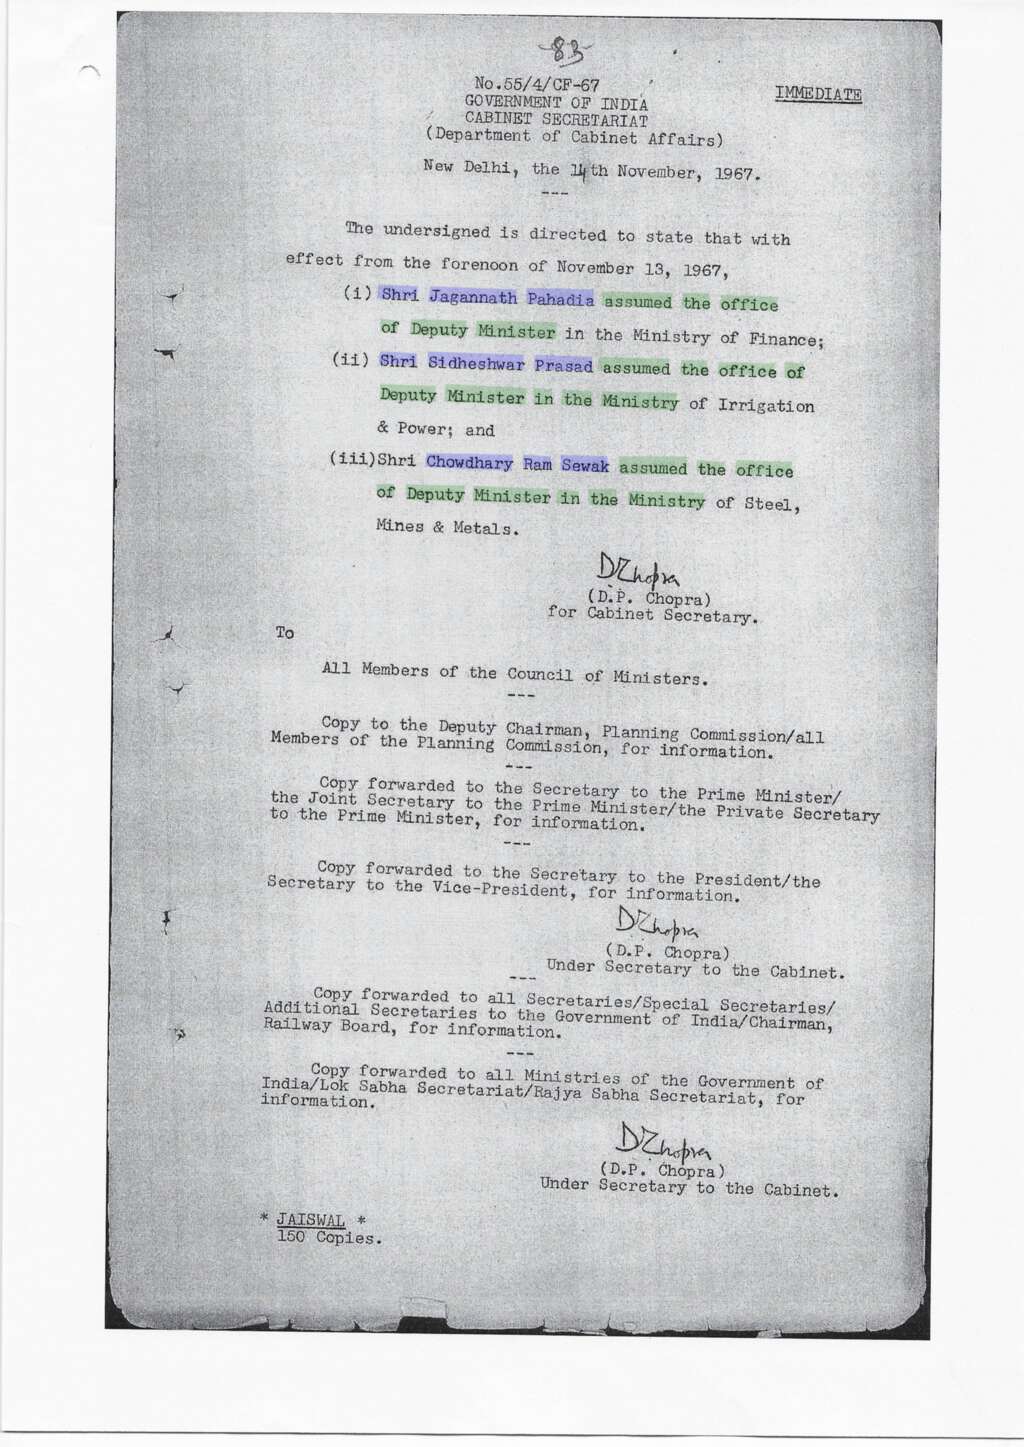 83
No.55/4/CF-67
IMMEDIATE
GOVERNMENT OF INDIA
CABINET SECRETARIAT
(Department of Cabinet Affairs)
New Delhi, the 14th November, 1967.
---
The undersigned is directed to state that with
effect from the forenoon of November 13, 1967,
(i) Shri Jagannath Pahadia assumed the office
of Deputy Minister in the Ministry of Finance;
(ii) Shri Sidheshwar Prasad assumed the office of
Deputy Minister in the Ministry of Irrigation
& Power; and
(iii)Shri Chowdhary Ram Sewak assumed the office
of Deputy Minister in the Ministry of Steel,
Mines & Metals.
DPChopra
(D.P. Chopra)
for Cabinet Secretary.
To
All Members of the Council of Ministers.
---
Copy to the Deputy Chairman, Planning Commission/all
Members of the Planning Commission, for information.
---
Copy forwarded to the Secretary to the Prime Minister/
the Joint Secretary to the Prime Minister/the Private Secretary
to the Prime Minister, for information.
---
Copy forwarded to the Secretary to the President/the
Secretary to the Vice-President, for information.
DPChopra
(D.P. Chopra)
Under Secretary to the Cabinet.
---
Copy forwarded to all Secretaries/Special Secretaries/
Additional Secretaries to the Government of India/Chairman,
Railway Board, for information.
---
Copy forwarded to all Ministries of the Government of
India/Lok Sabha Secretariat/Rajya Sabha Secretariat, for
information.
DPChopra
(D.P. Chopra)
Under Secretary to the Cabinet.
* JAISWAL *
150 Copies.